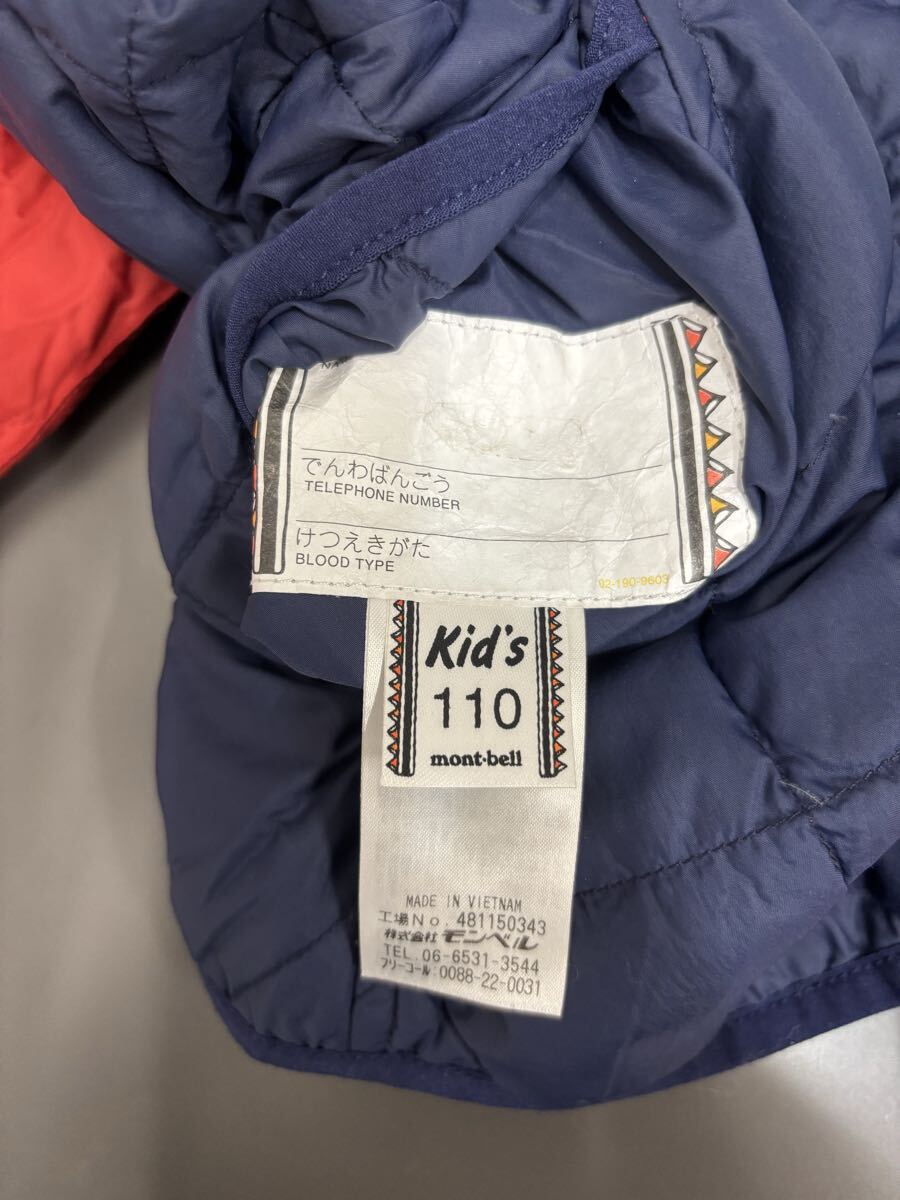 NA
でんわばんごう
TELEPHONE NUMBER
けつえきがた
BLOOD TYPE
02-190-9603
Kid's
110
mont-bell
MADE IN VIETNAM
工場No. 481150343
株式会社 モンベル
TEL. 06-6531-3544
フリーコール:0088-22-0031